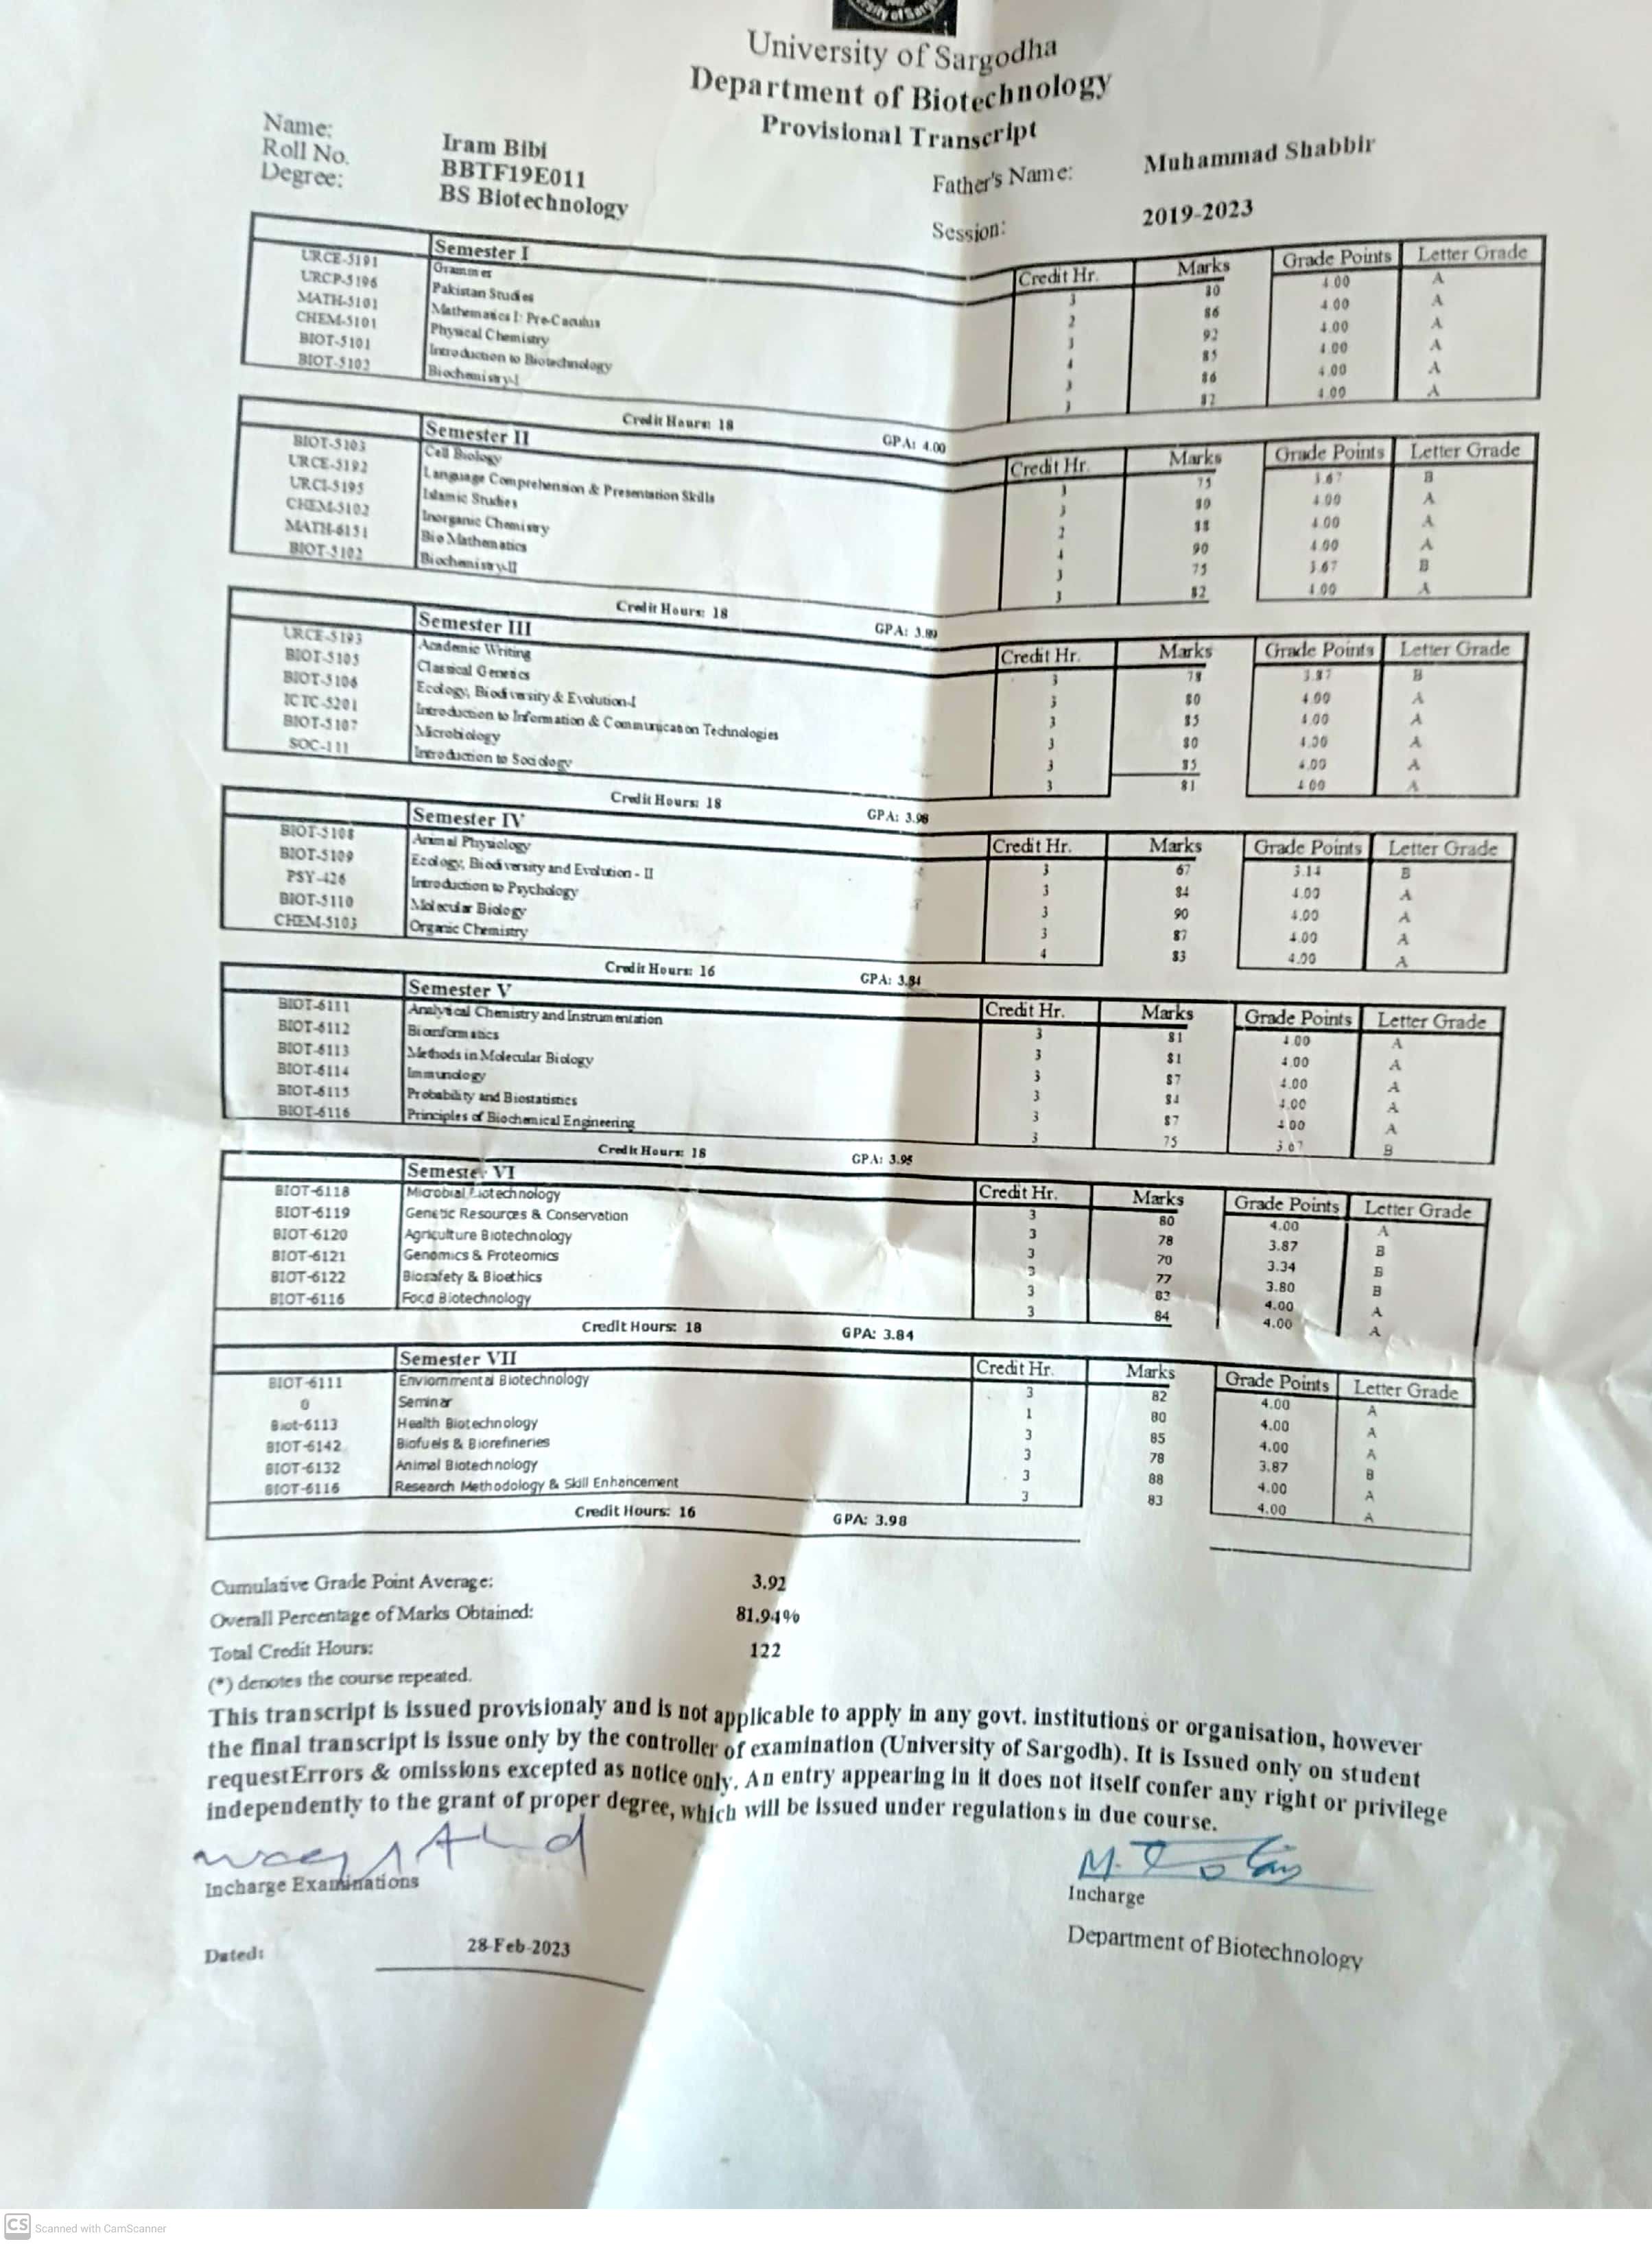 University of Sargodha
Department of Biotechnology
Provisional Transcript
Name: Iram Bibi
Roll No. BBTF19E011 Father's Name: Muhammad Shabbir
Degree: BS Biotechnology Session: 2019-2023
Semester I Credit Hr. Marks Grade Points Letter Grade
URCE-5191 Grammer 3 80 4.00 A
URCP-5196 Pakistan Studies 2 86 4.00 A
MATH-5101 Mathematics I: Pre-Caculus 3 92 4.00 A
CHEM-5101 Physical Chemistry 4 85 4.00 A
BIOT-5101 Introduction to Biotechnology 3 86 4.00 A
BIOT-5102 Biochemistry-I 3 82 4.00 A
Credit Hours: 18 GPA: 4.00
Semester II Credit Hr. Marks Grade Points Letter Grade
BIOT-5103 Cell Biology 3 75 3.67 B
URCE-5192 Language Comprehension & Presentation Skills 3 80 4.00 A
URCI-5195 Islamic Studies 2 88 4.00 A
CHEM-5102 Inorganic Chemistry 4 90 4.00 A
MATH-6151 Bio Mathematics 3 75 3.67 B
BIOT-5102 Biochemistry-II 3 82 4.00 A
Credit Hours: 18 GPA: 3.89
Semester III Credit Hr. Marks Grade Points Letter Grade
URCE-5193 Academic Writing 3 78 3.87 B
BIOT-5105 Classical Genetics 3 80 4.00 A
BIOT-5106 Ecology, Biodiversity & Evolution-I 3 85 4.00 A
ICTC-5201 Introduction to Information & Communication Technologies 3 80 4.00 A
BIOT-5107 Microbiology 3 85 4.00 A
SOC-111 Introduction to Sociology 3 81 4.00 A
Credit Hours: 18 GPA: 3.98
Semester IV Credit Hr. Marks Grade Points Letter Grade
BIOT-5108 Animal Physiology 3 67 3.14 B
BIOT-5109 Ecology, Biodiversity and Evolution - II 3 84 4.00 A
PSY-426 Introduction to Psychology 3 90 4.00 A
BIOT-5110 Molecular Biology 3 87 4.00 A
CHEM-5103 Organic Chemistry 4 83 4.00 A
Credit Hours: 16 GPA: 3.84
Semester V Credit Hr. Marks Grade Points Letter Grade
BIOT-6111 Analytical Chemistry and Instrumentation 3 81 4.00 A
BIOT-6112 Bioinformatics 3 81 4.00 A
BIOT-6113 Methods in Molecular Biology 3 87 4.00 A
BIOT-6114 Immunology 3 84 4.00 A
BIOT-6115 Probability and Biostatistics 3 87 4.00 A
BIOT-6116 Principles of Biochemical Engineering 3 75 3.67 B
Credit Hours: 18 GPA: 3.95
Semester VI Credit Hr. Marks Grade Points Letter Grade
BIOT-6118 Microbial Biotechnology 3 80 4.00 A
BIOT-6119 Genetic Resources & Conservation 3 78 3.87 B
BIOT-6120 Agriculture Biotechnology 3 70 3.34 B
BIOT-6121 Genomics & Proteomics 3 77 3.80 B
BIOT-6122 Biosafety & Bioethics 3 83 4.00 A
BIOT-6116 Food Biotechnology 3 84 4.00 A
Credit Hours: 18 GPA: 3.84
Semester VII Credit Hr. Marks Grade Points Letter Grade
BIOT-6111 Enviornmental Biotechnology 3 82 4.00 A
0 Seminar 1 80 4.00 A
Biot-6113 Health Biotechnology 3 85 4.00 A
BIOT-6142 Biofuels & Biorefineries 3 78 3.87 B
BIOT-6132 Animal Biotechnology 3 88 4.00 A
BIOT-6116 Research Methodology & Skill Enhancement 3 83 4.00 A
Credit Hours: 16 GPA: 3.98
Cumulative Grade Point Average: 3.92
Overall Percentage of Marks Obtained: 81.94%
Total Credit Hours: 122
(*) denotes the course repeated.
This transcript is issued provisionaly and is not applicable to apply in any govt. institutions or organisation, however
the final transcript is issue only by the controller of examination (University of Sargodh). It is Issued only on student
requestErrors & omissions excepted as notice only. An entry appearing in it does not itself confer any right or privilege
independently to the grant of proper degree, which will be issued under regulations in due course.
Incharge Examinations
Incharge
Department of Biotechnology
Dated: 28-Feb-2023
CS Scanned with CamScanner